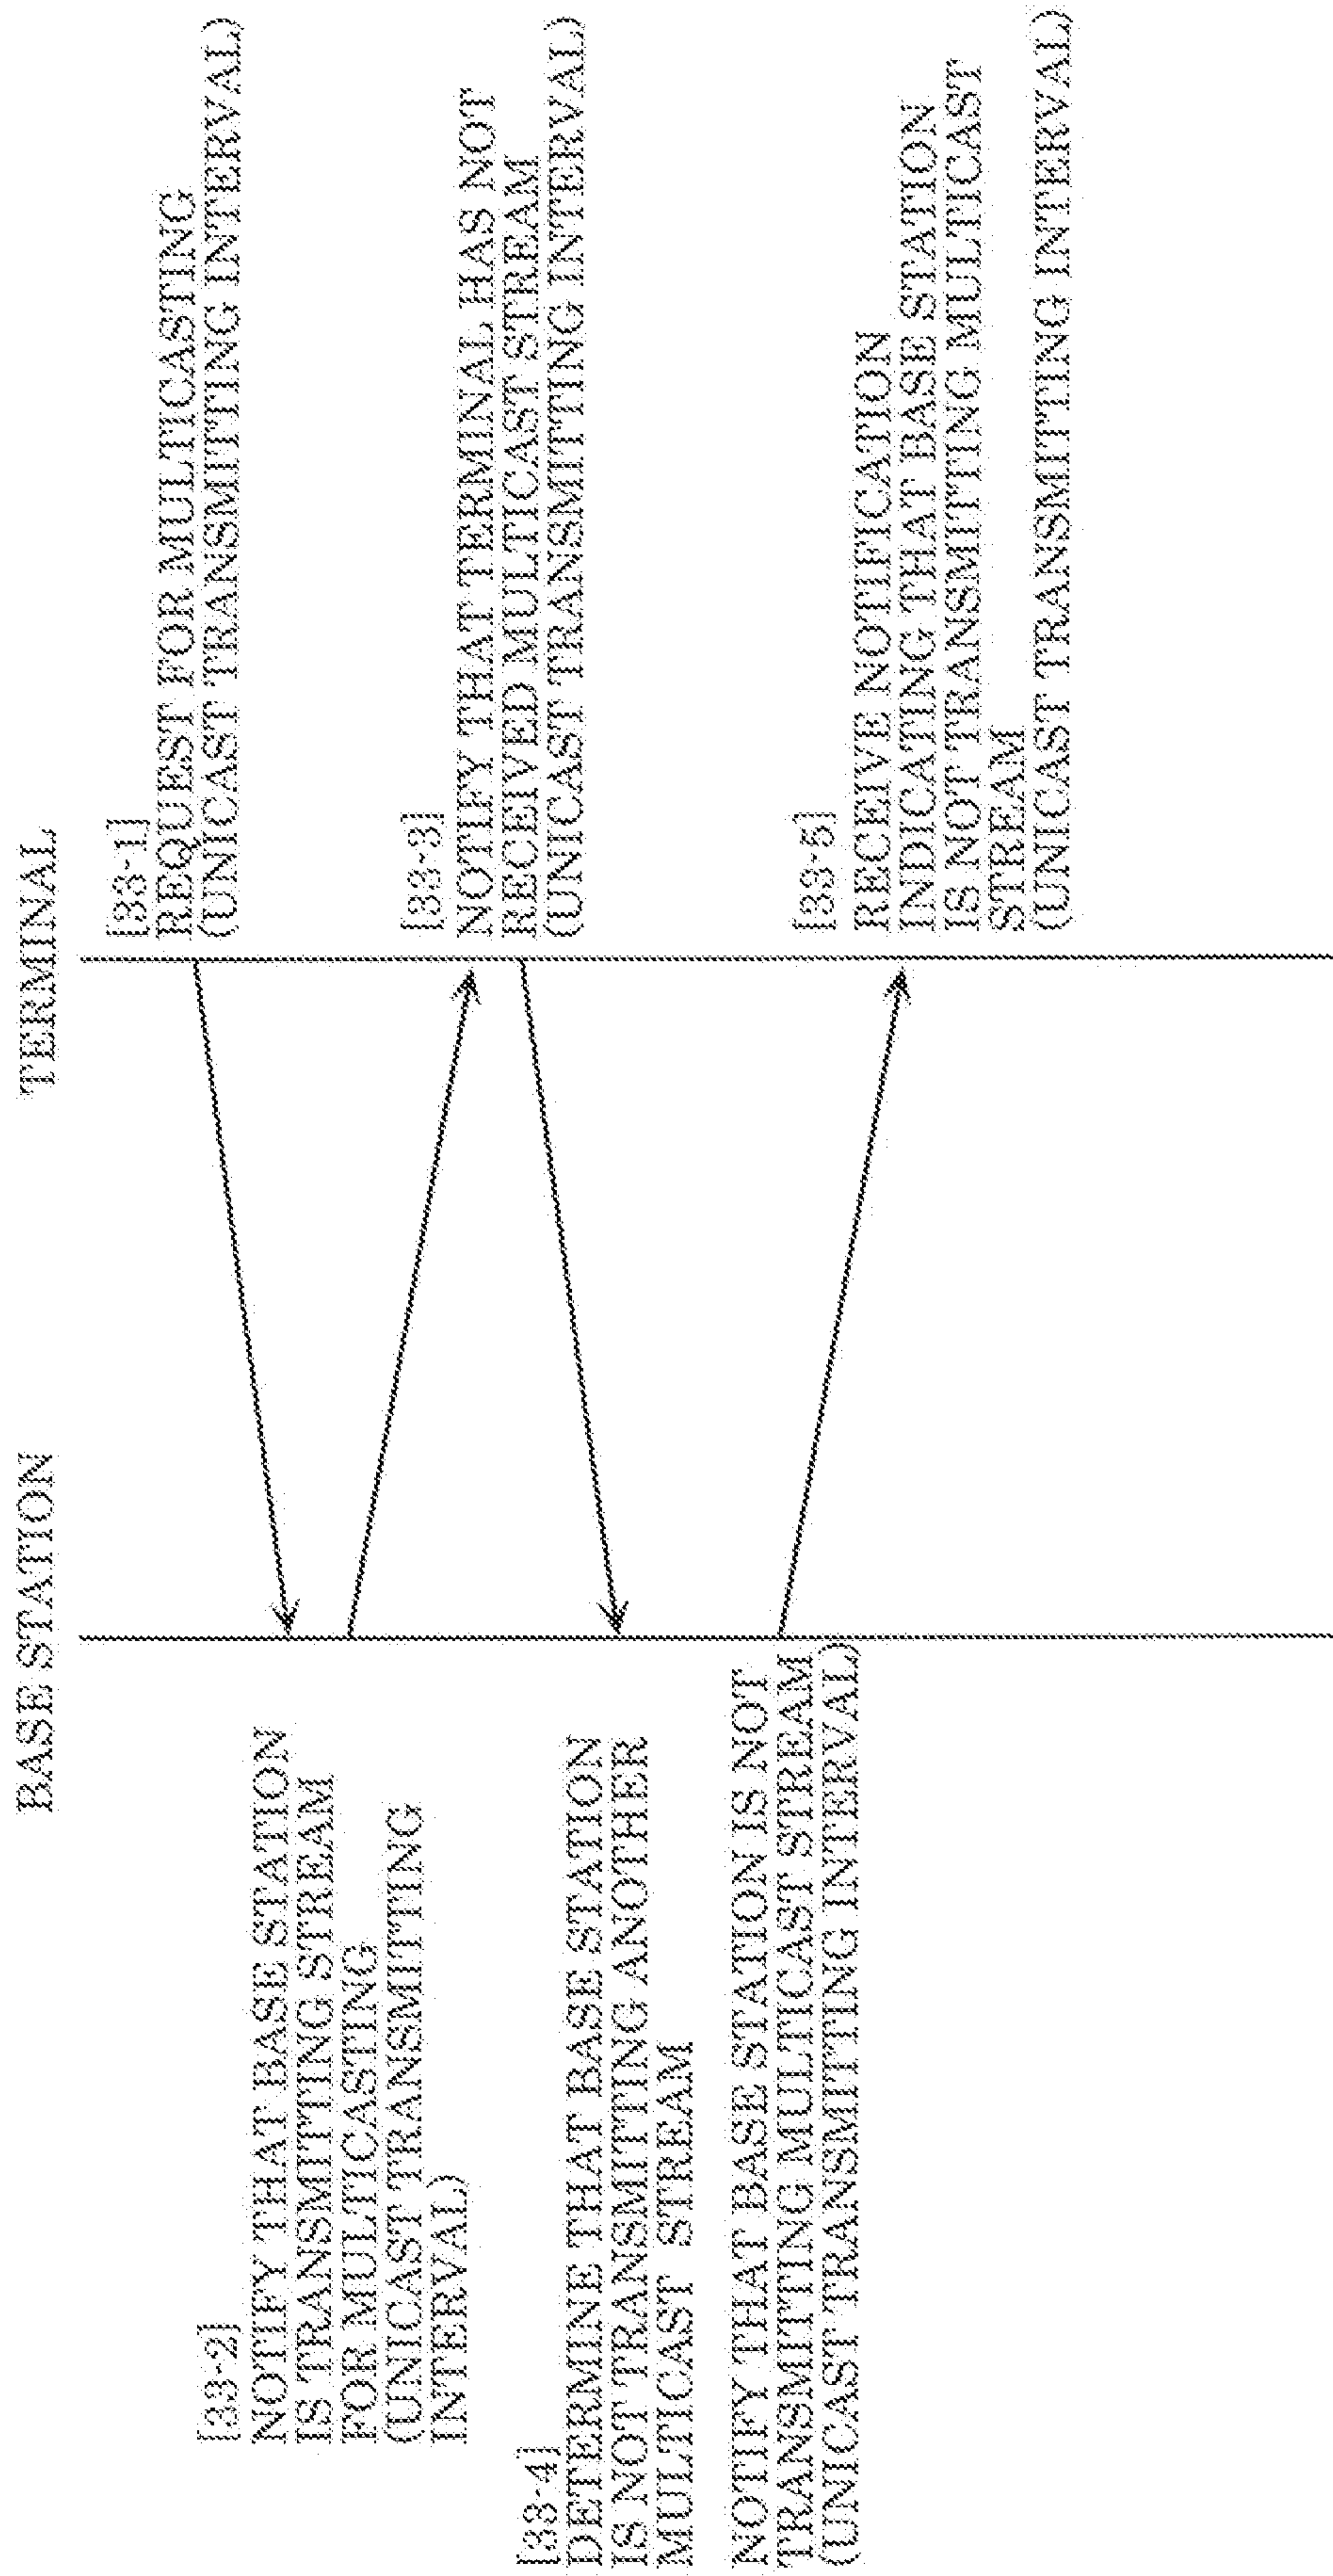 BASE STATION
TERMINAL
[33-1]
REQUEST FOR MULTICASTING
(UNICAST TRANSMITTING INTERVAL)
[33-2]
NOTIFY THAT BASE STATION
IS TRANSMITTING STREAM
FOR MULTICASTING
(UNICAST TRANSMITTING
INTERVAL)
[33-3]
NOTIFY THAT TERMINAL HAS NOT
RECEIVED MULTICAST STREAM
(UNICAST TRANSMITTING INTERVAL)
[33-4]
DETERMINE THAT BASE STATION
IS NOT TRANSMITTING ANOTHER
MULTICAST STREAM
NOTIFY THAT BASE STATION IS NOT
TRANSMITTING MULTICAST STREAM
(UNICAST TRANSMITTING INTERVAL)
[33-5]
RECEIVE NOTIFICATION
INDICATING THAT BASE STATION
IS NOT TRANSMITTING MULTICAST
STREAM
(UNICAST TRANSMITTING INTERVAL)